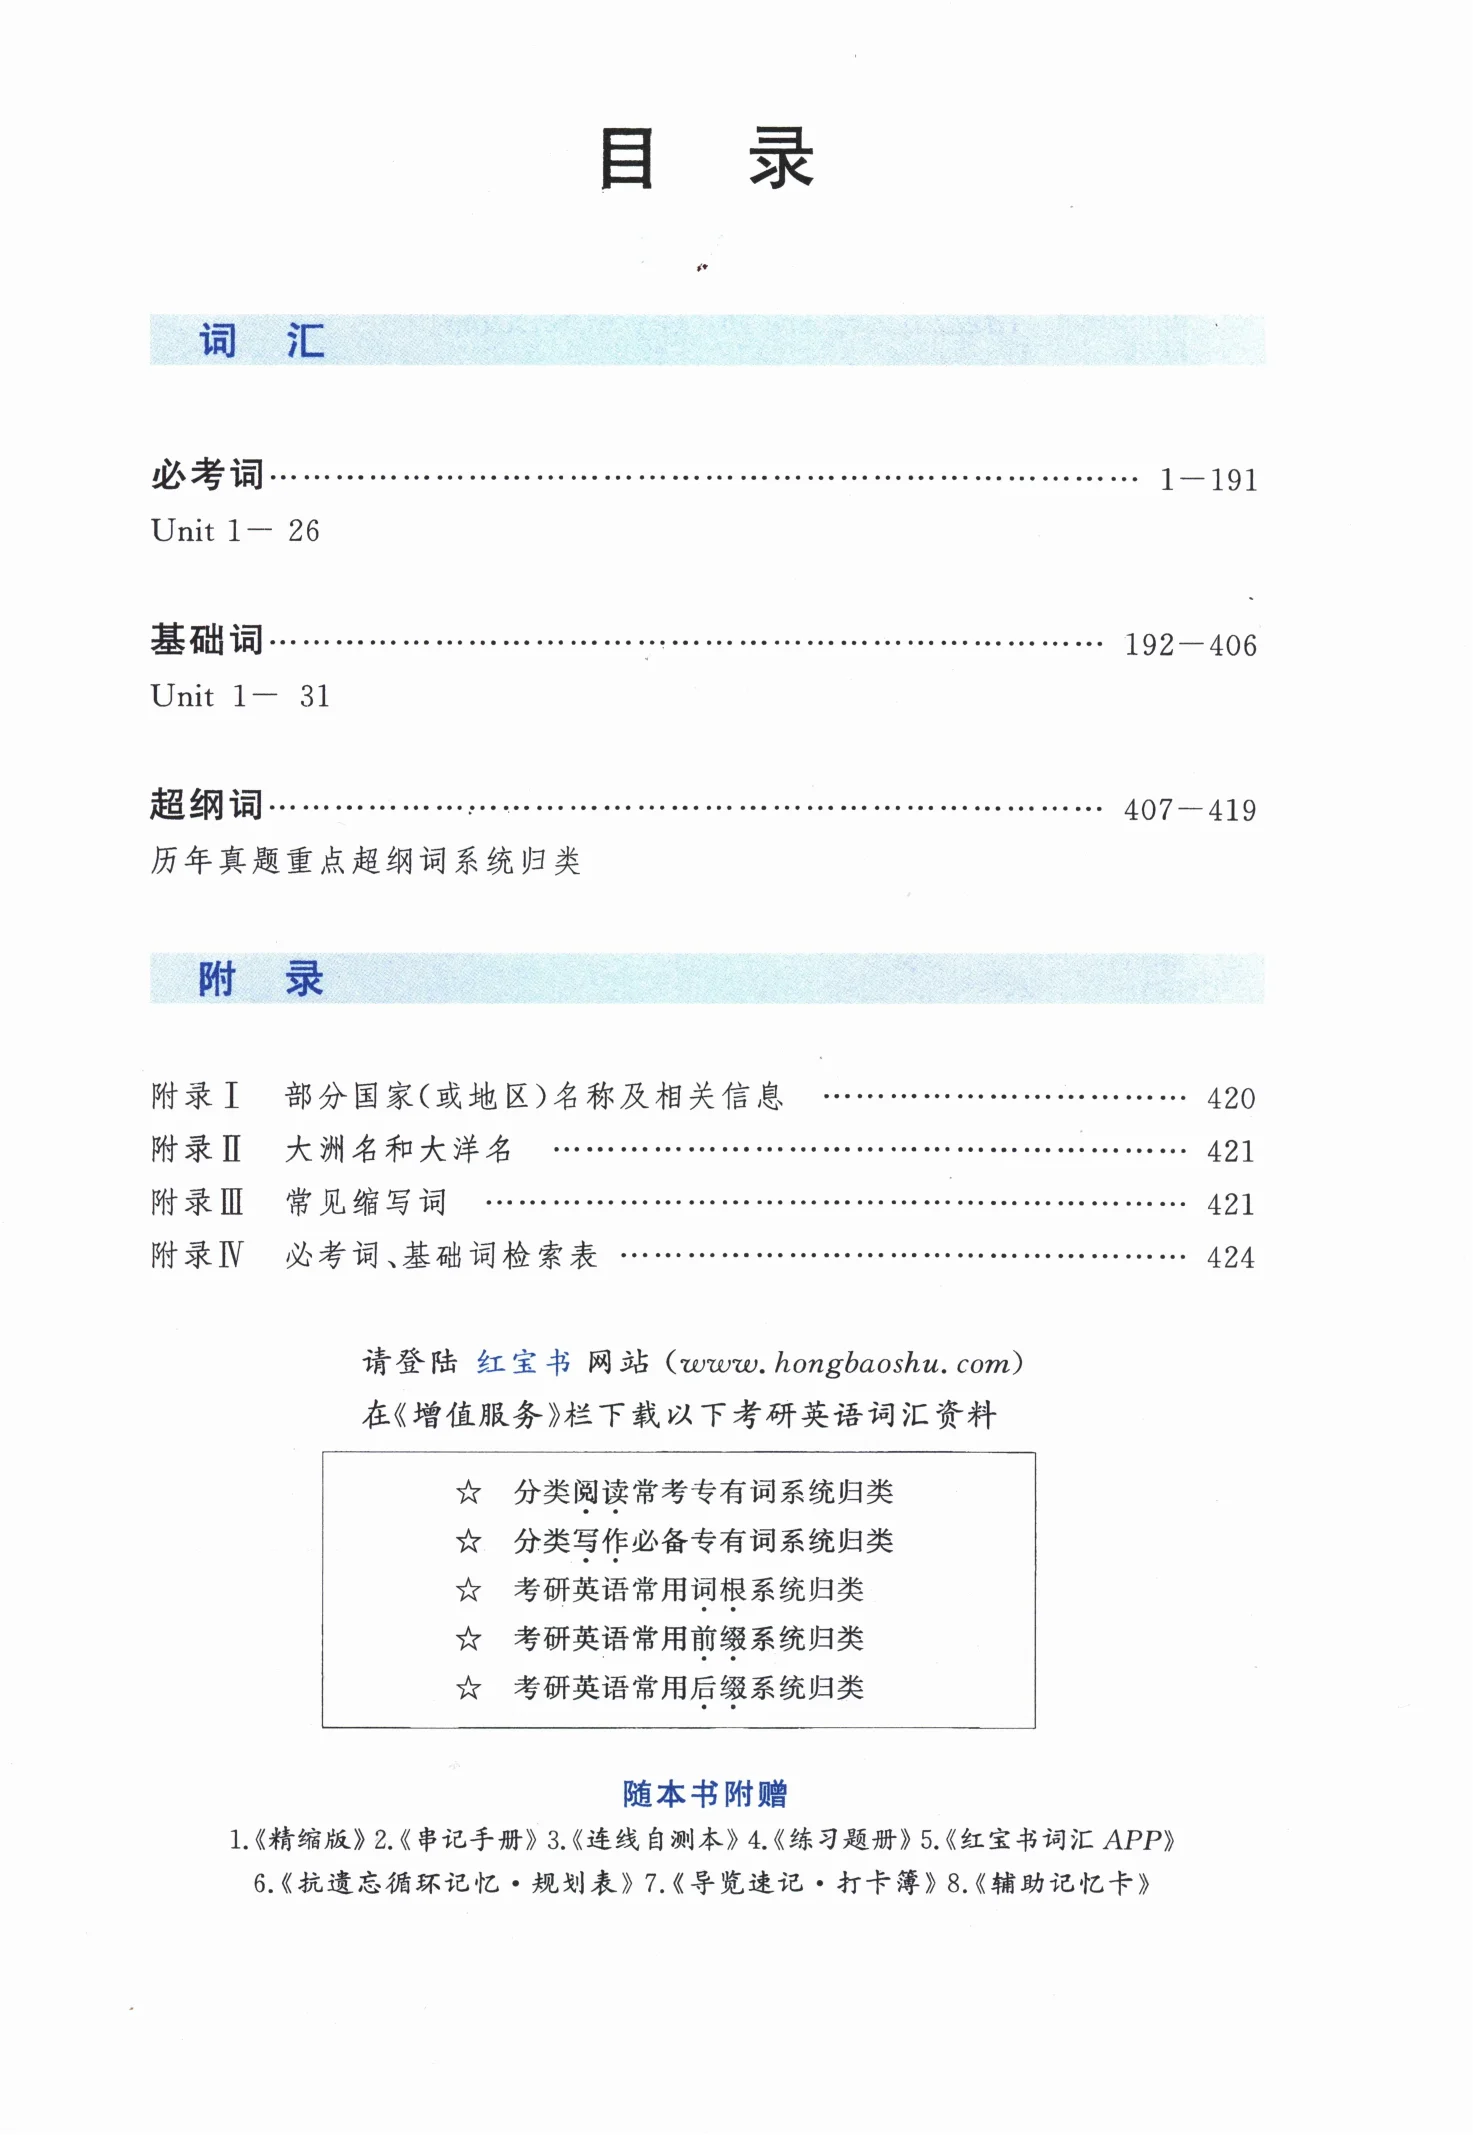 目 录
词 汇
必考词…………………………………………………………………… 1—191
Unit 1— 26
基础词………………………………………………………………… 192—406
Unit 1— 31
超纲词………………………………………………………………… 407—419
历年真题重点超纲词系统归类
附 录
附录Ⅰ 部分国家(或地区)名称及相关信息 …………………………… 420
附录Ⅱ 大洲名和大洋名 ………………………………………………… 421
附录Ⅲ 常见缩写词 ……………………………………………………… 421
附录Ⅳ 必考词、基础词检索表 …………………………………………… 424
请登陆 红宝书 网站 (www.hongbaoshu.com)
在《增值服务》栏下载以下考研英语词汇资料
☆ 分类阅读常考专有词系统归类
☆ 分类写作必备专有词系统归类
☆ 考研英语常用词根系统归类
☆ 考研英语常用前缀系统归类
☆ 考研英语常用后缀系统归类
随本书附赠
1.《精缩版》2.《串记手册》3.《连线自测本》4.《练习题册》5.《红宝书词汇 APP》
6.《抗遗忘循环记忆·规划表》7.《导览速记·打卡簿》8.《辅助记忆卡》